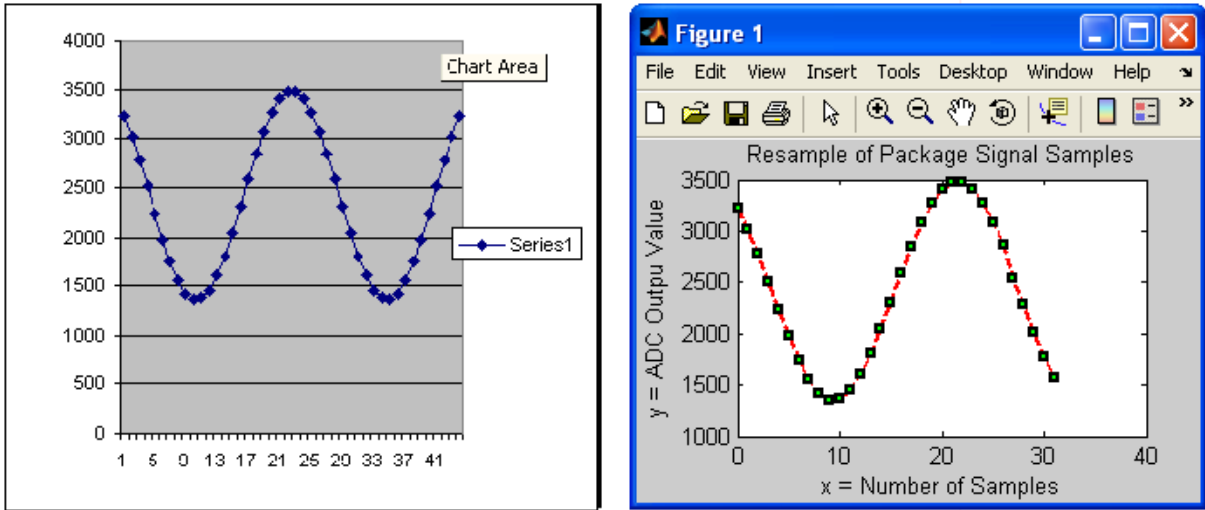 4000
3500
3000
2500
2000
1500
1000
500
0
1 5 0 13 17 21 25 20 33 37 41
Chart Area
Series1
Figure 1
File Edit View Insert Tools Desktop Window Help
Resample of Package Signal Samples
y = ADC Outpu Value
3500
3000
2500
2000
1500
1000
0 10 20 30 40
x = Number of Samples